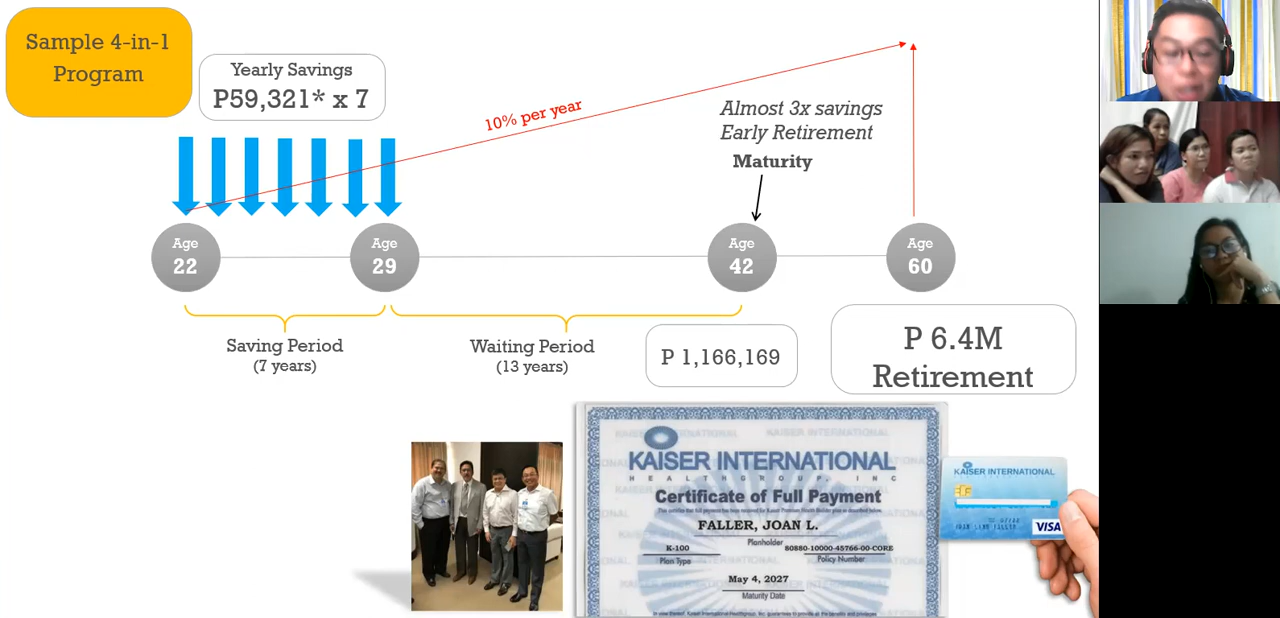 Sample 4-in-1
Program
Yearly Savings
P59,321* x 7
10% per year
Almost 3x savings
Early Retirement
Maturity
Age
22
Age
29
Age
42
Age
60
Saving Period
(7 years)
Waiting Period
(13 years)
P 1,166,169
P 6.4M
Retirement
KAISER INTERNATIONAL
HEALTHGROUP, INC
Certificate of Full Payment
FALLER, JOAN L.
Planholder
K-100
Plan Type
80880-10000-45766-00-CORE
Policy Number
May 4, 2027
Maturity Date
KAISER INTERNATIONAL
VISA